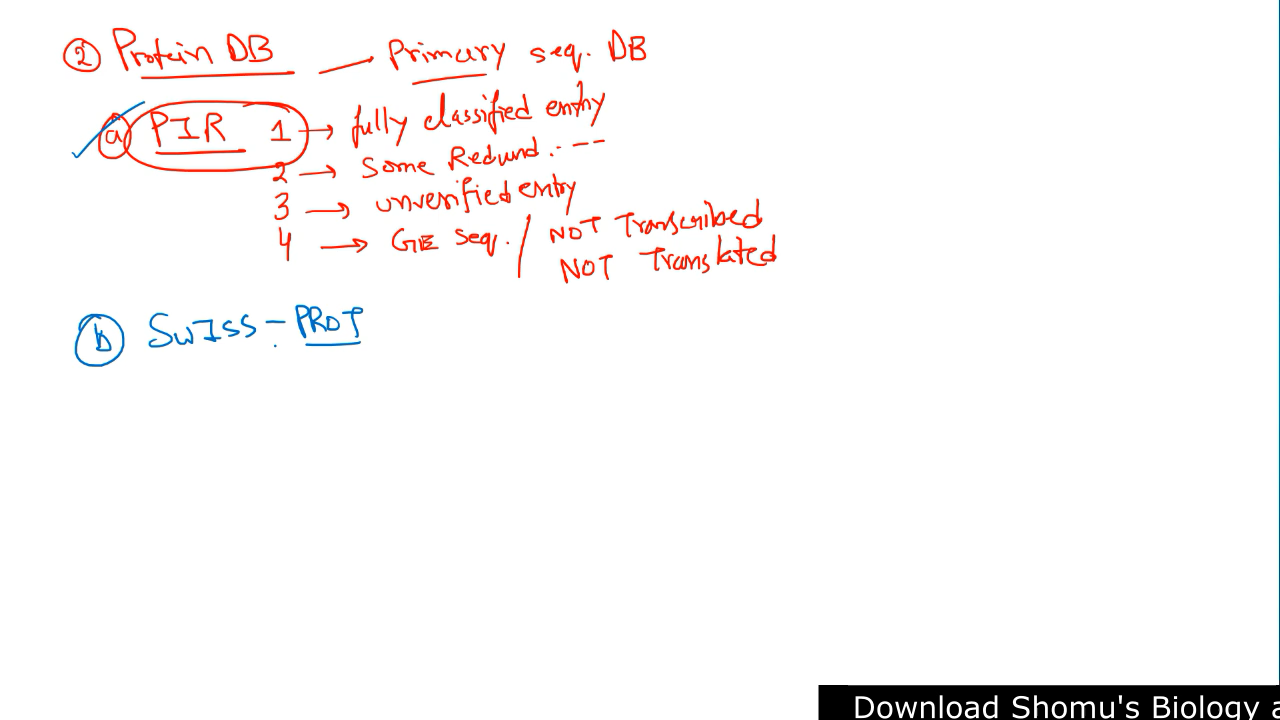 2 Protein DB — Primary seq. DB
a PIR 1 → fully classified entry
2 → Some Redund. - - -
3 → unverified entry
4 → GE seq. / NOT Transcribed
NOT Translated
b SWISS - PROT
Download Shomu's Biology a